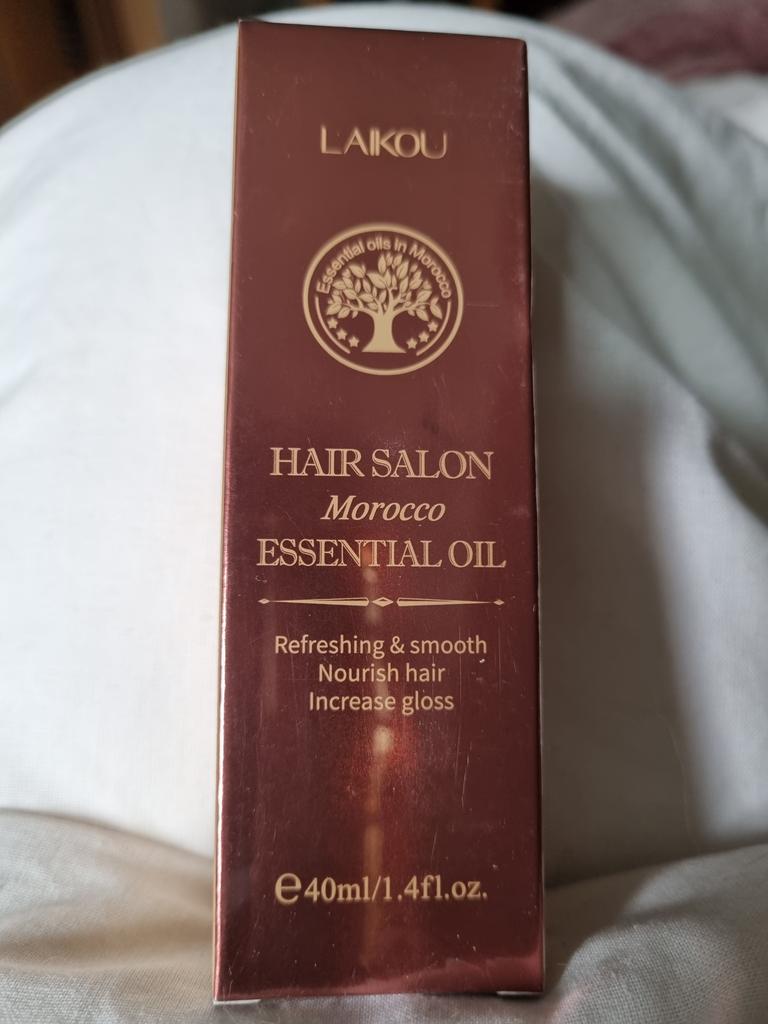 LAIKOU
Essential oils in Morocco
HAIR SALON
Morocco
ESSENTIAL OIL
Refreshing & smooth
Nourish hair
Increase gloss
℮40ml/1.4fl.oz.